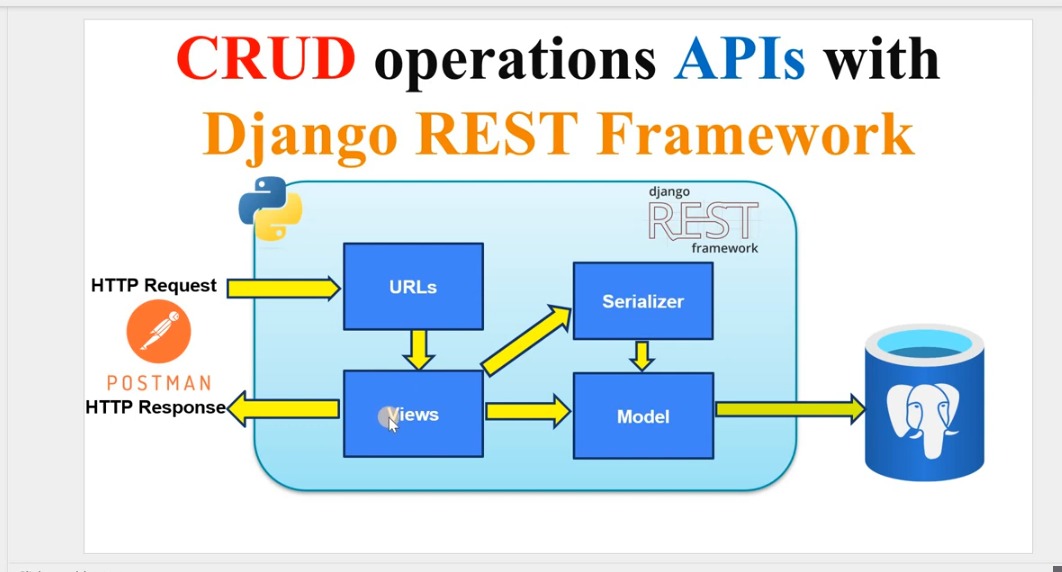 CRUD operations APIs with
Django REST Framework
django
REST
framework
HTTP Request
URLs
Serializer
POSTMAN
HTTP Response
Views
Model